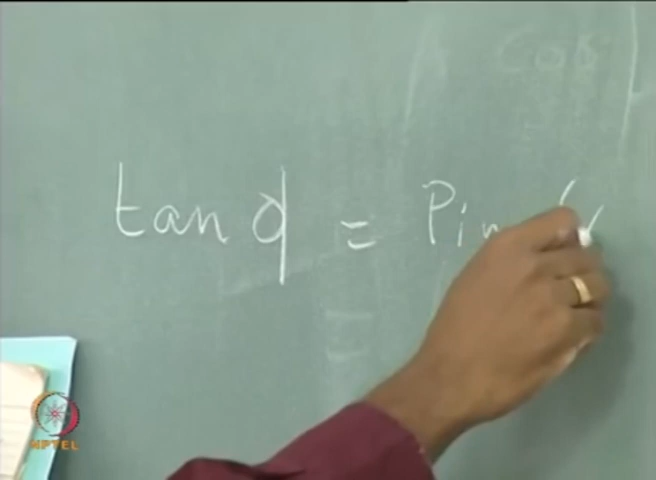 Cos
tan φ = Pin (
NPTEL